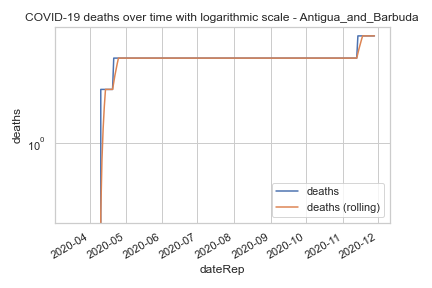 COVID-19 deaths over time with logarithmic scale - Antigua_and_Barbuda
deaths
10⁰
deaths
deaths (rolling)
2020-04
2020-05
2020-06
2020-07
2020-08
2020-09
2020-10
2020-11
2020-12
dateRep